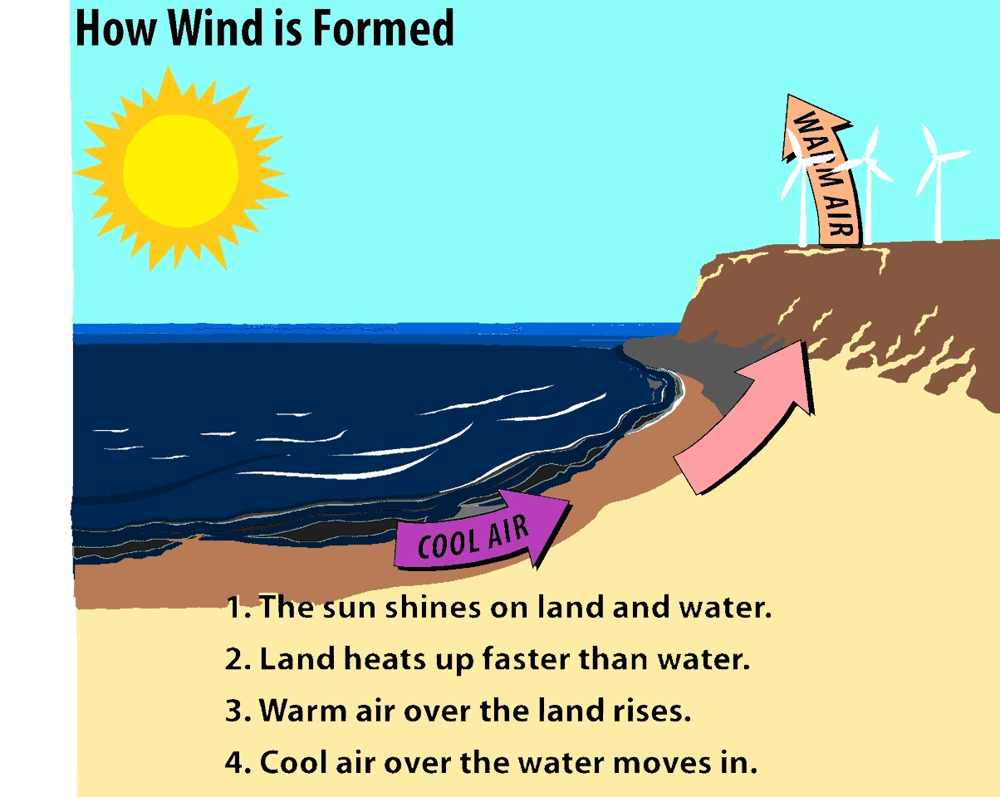 How Wind is Formed
WARM AIR
COOL AIR
1. The sun shines on land and water.
2. Land heats up faster than water.
3. Warm air over the land rises.
4. Cool air over the water moves in.